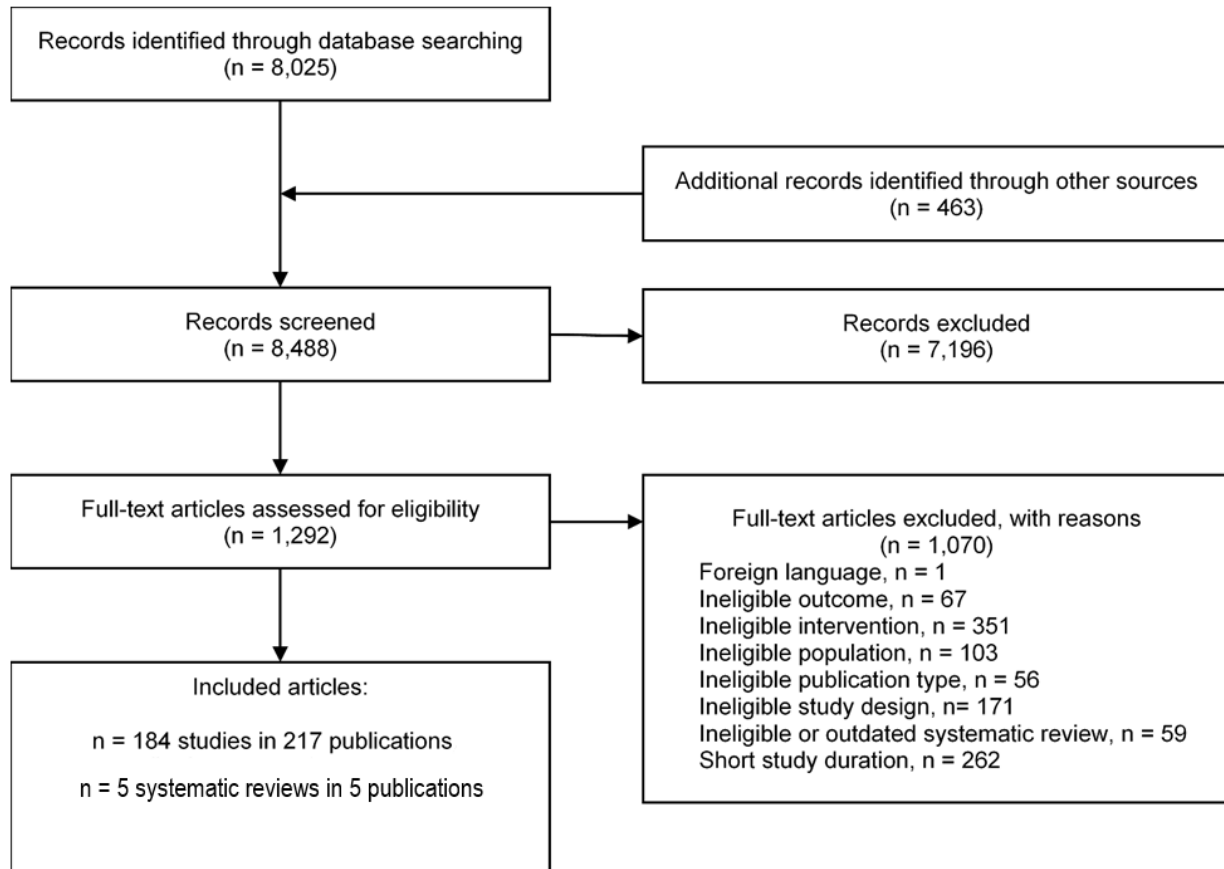 Records identified through database searching
(n = 8,025)
Additional records identified through other sources
(n = 463)
Records screened
(n = 8,488)
Records excluded
(n = 7,196)
Full-text articles assessed for eligibility
(n = 1,292)
Full-text articles excluded, with reasons
(n = 1,070)
Foreign language, n = 1
Ineligible outcome, n = 67
Ineligible intervention, n = 351
Ineligible population, n = 103
Ineligible publication type, n = 56
Ineligible study design, n= 171
Ineligible or outdated systematic review, n = 59
Short study duration, n = 262
Included articles:
n = 184 studies in 217 publications
n = 5 systematic reviews in 5 publications